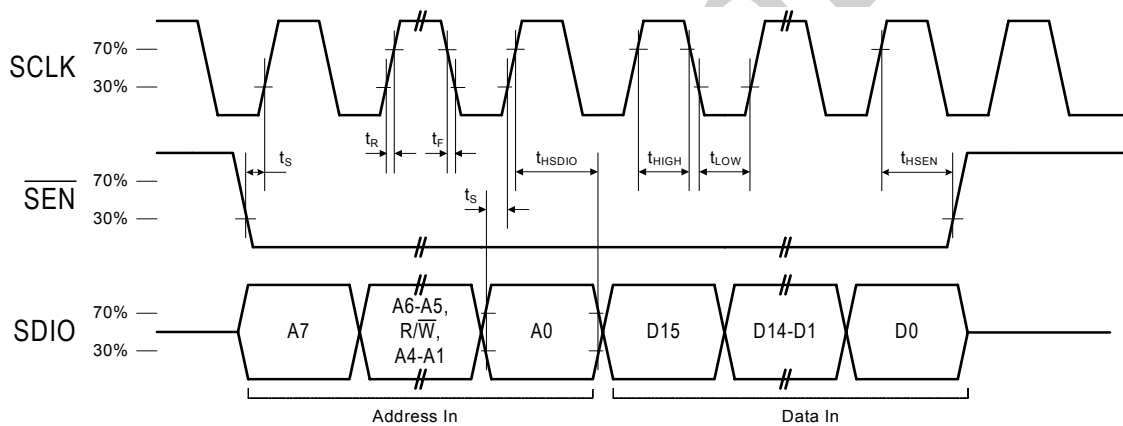 SCLK
70%
30%
tS
tR
tF
tHSDIO
tHIGH
tLOW
tHSEN
SEN
70%
30%
tS
SDIO
70%
30%
A7
A6-A5,
R/W,
A4-A1
A0
D15
D14-D1
D0
Address In
Data In